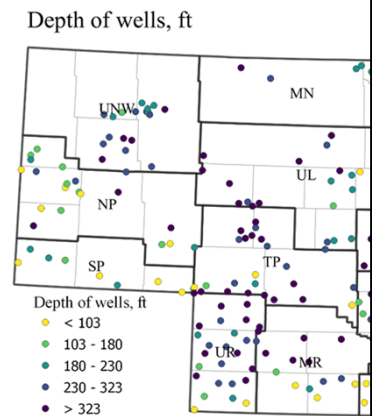 Depth of wells, ft
MN
UNW
UL
NP
TP
SP
Depth of wells, ft
< 103
103 - 180
180 - 230
230 - 323
> 323
UR
MR